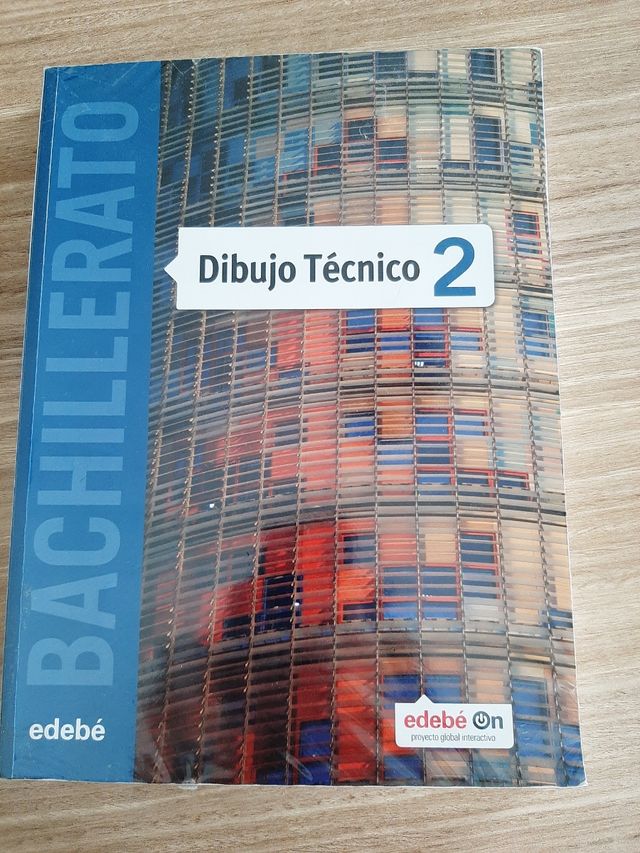 BACHILLERATO
Dibujo Técnico 2
edebé
edebé On
proyecto global interactivo